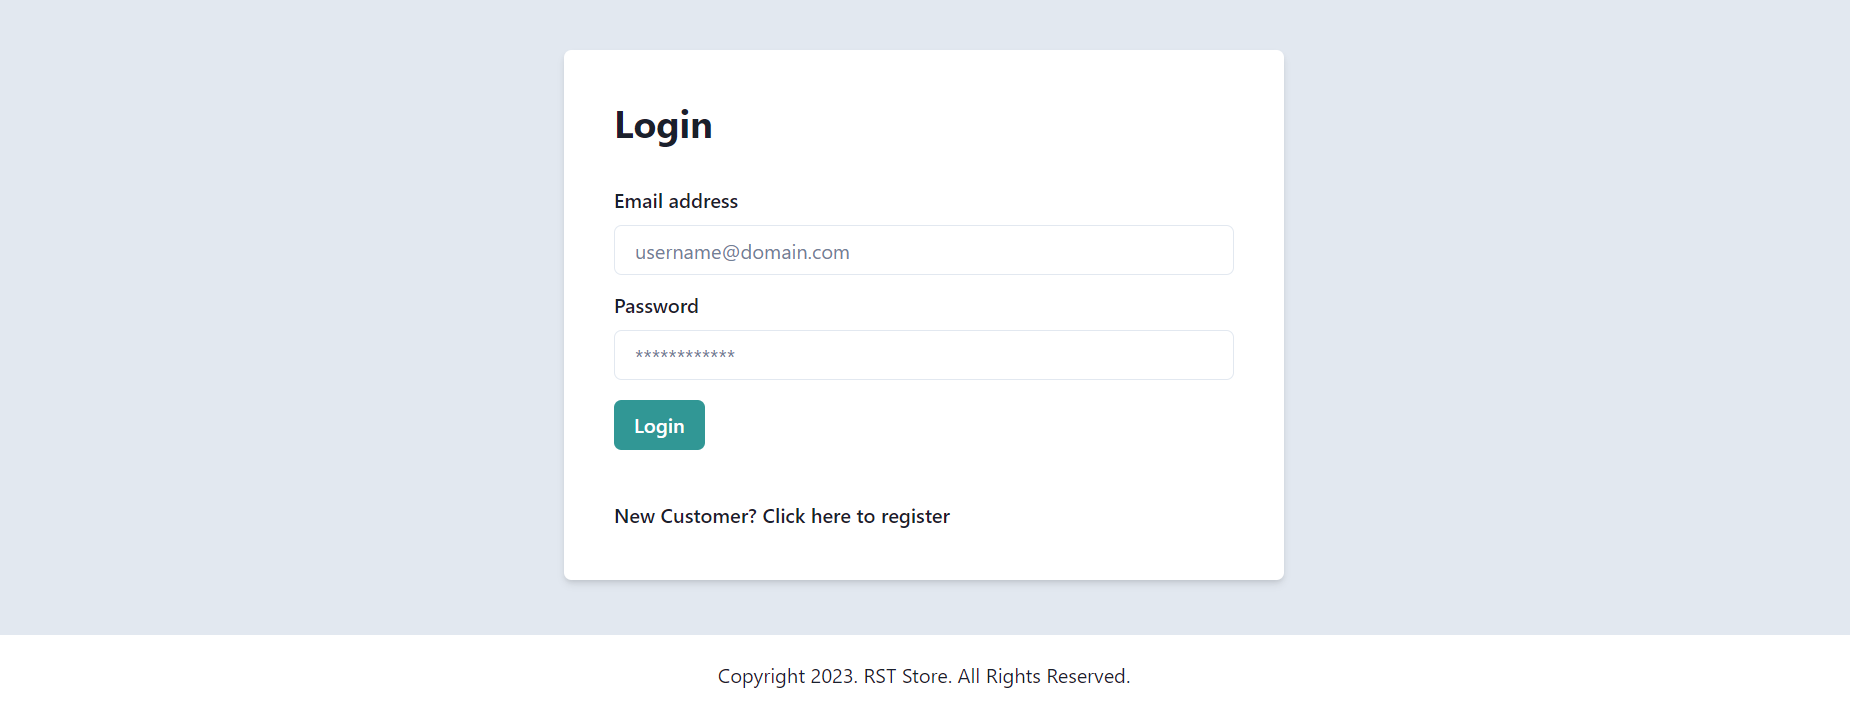 Login
Email address
username@domain.com
Password
************
Login
New Customer? Click here to register
Copyright 2023. RST Store. All Rights Reserved.